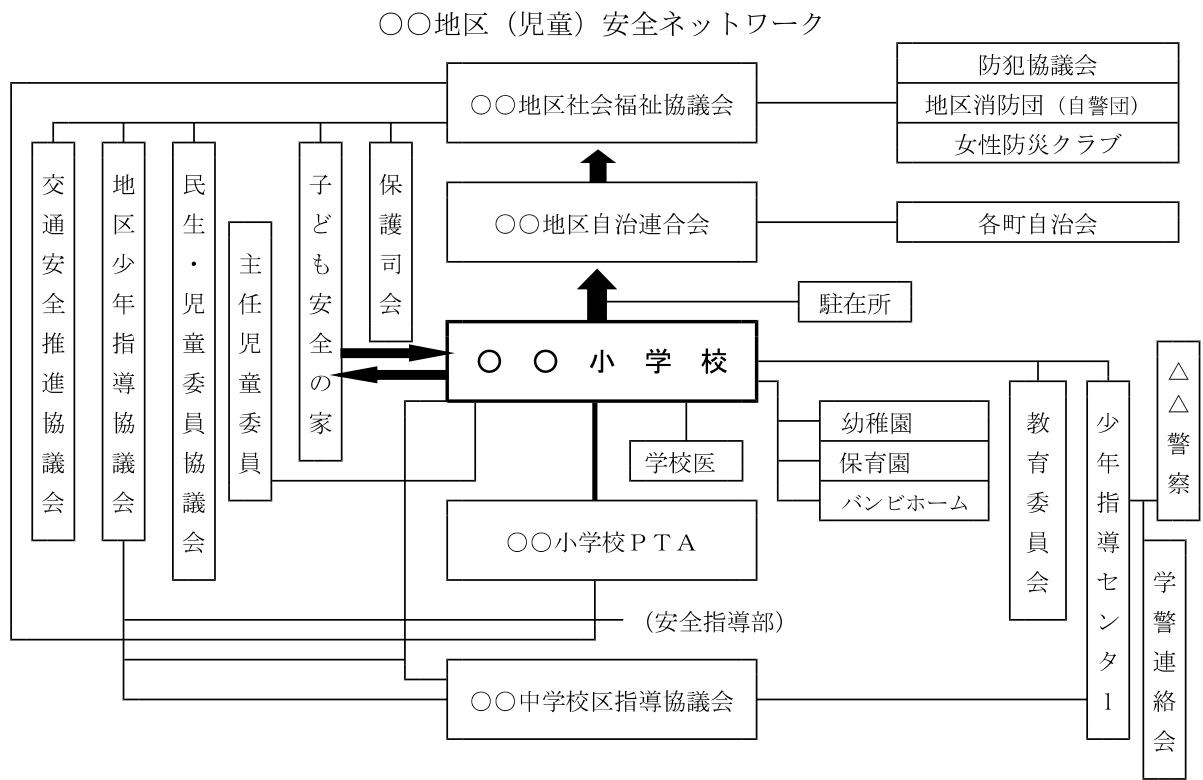 ○○地区（児童）安全ネットワーク
○○地区社会福祉協議会
防犯協議会
地区消防団（自警団）
女性防災クラブ
○○地区自治連合会
各町自治会
駐在所
交通安全推進協議会
地区少年指導協議会
民生・児童委員協議会
主任児童委員
子ども安全の家
保護司会
○○小学校
学校医
幼稚園
保育園
バンビホーム
教育委員会
少年指導センター
△△警察
学警連絡会
○○小学校ＰＴＡ
（安全指導部）
○○中学校区指導協議会